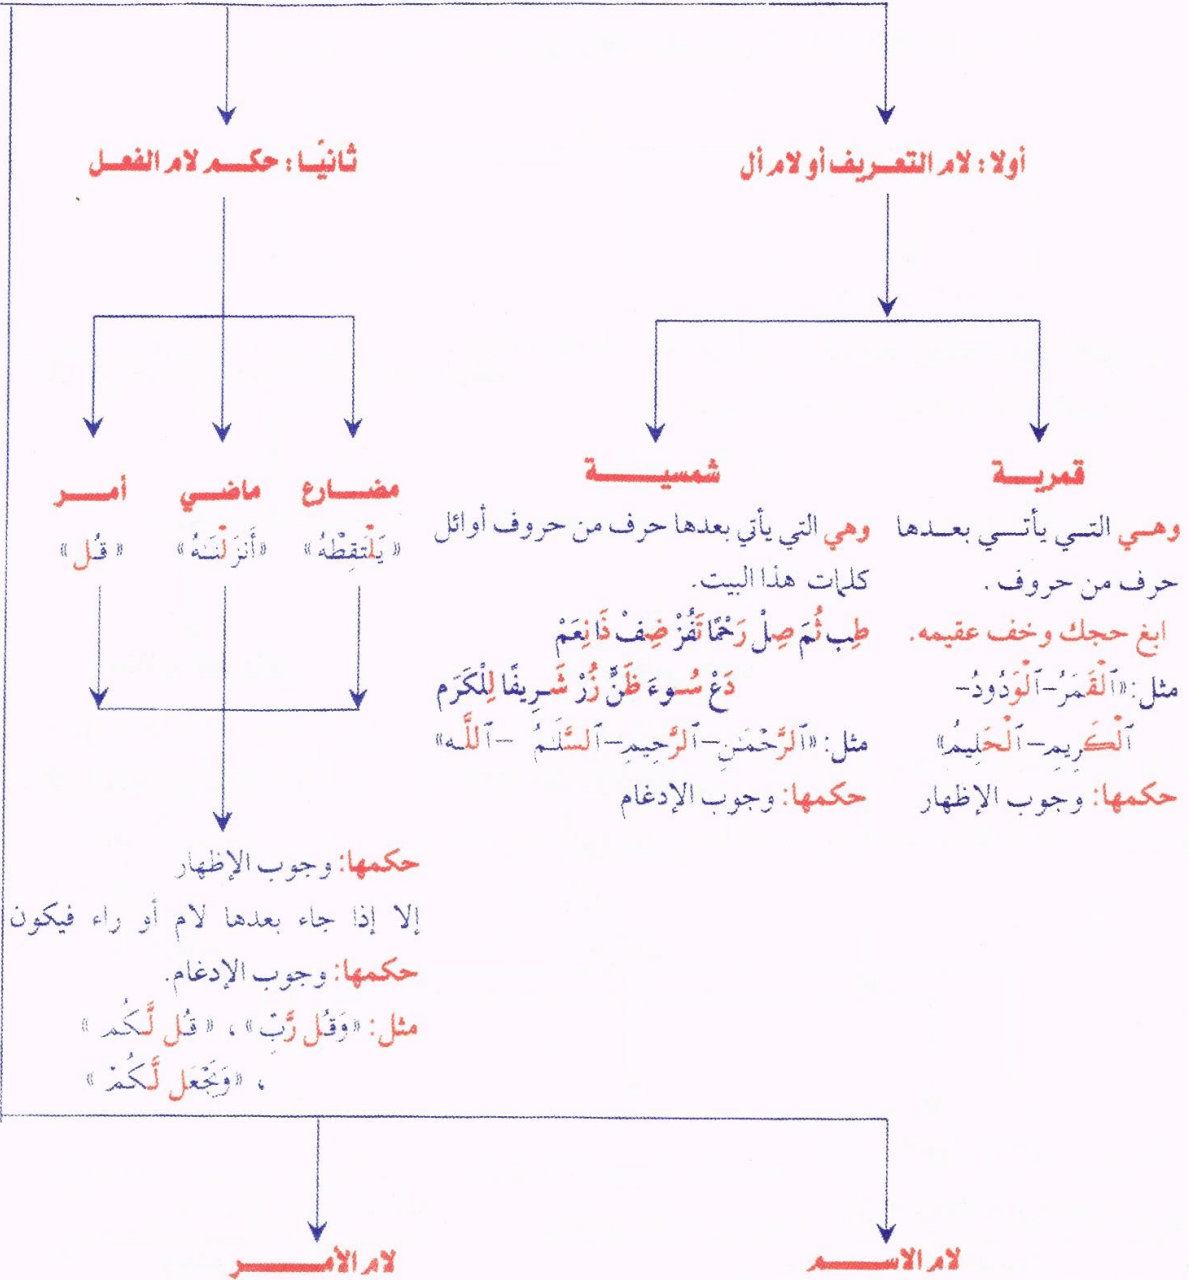 أولا: لام التعريف أو لام أل
قمرية
وهي التي يأتي بعدها
حرف من حروف.
ابغ حجك وخف عقيمه.
مثل: «ٱلْقَمَرُ-ٱلْوَدُودُ-
ٱلْكَرِيمِ-ٱلْحَلِيمُ»
حكمها: وجوب الإظهار
شمسية
وهي التي يأتي بعدها حرف من حروف أوائل
كلمات هذا البيت.
طِب ثُمَ صِلْ رَحْمًا تَفُزْ ضِفْ ذَا نِعَمْ
دَعْ سُوءَ ظَنٍّ زُرْ شَرِيفًا لِلْكَرَم
مثل: «ٱلرَّحْمَـٰنِ-ٱلرَّحِيمِ-ٱلسَّلَـٰمُ -ٱللَّـه»
حكمها: وجوب الإدغام
ثانيًا: حكم لام الفعل
مضارع
«يَلْتَقِطْهُ»
ماضي
«أَنزَلْنَـٰهُ»
أمر
«قُل»
حكمها: وجوب الإظهار
إلا إذا جاء بعدها لام أو راء فيكون
حكمها: وجوب الإدغام.
مثل: «وَقُل رَّبِّ»، «قُل لَّكُم»
، «وَيَجْعَل لَّكُمْ»
لام الاسم
لام الأمر